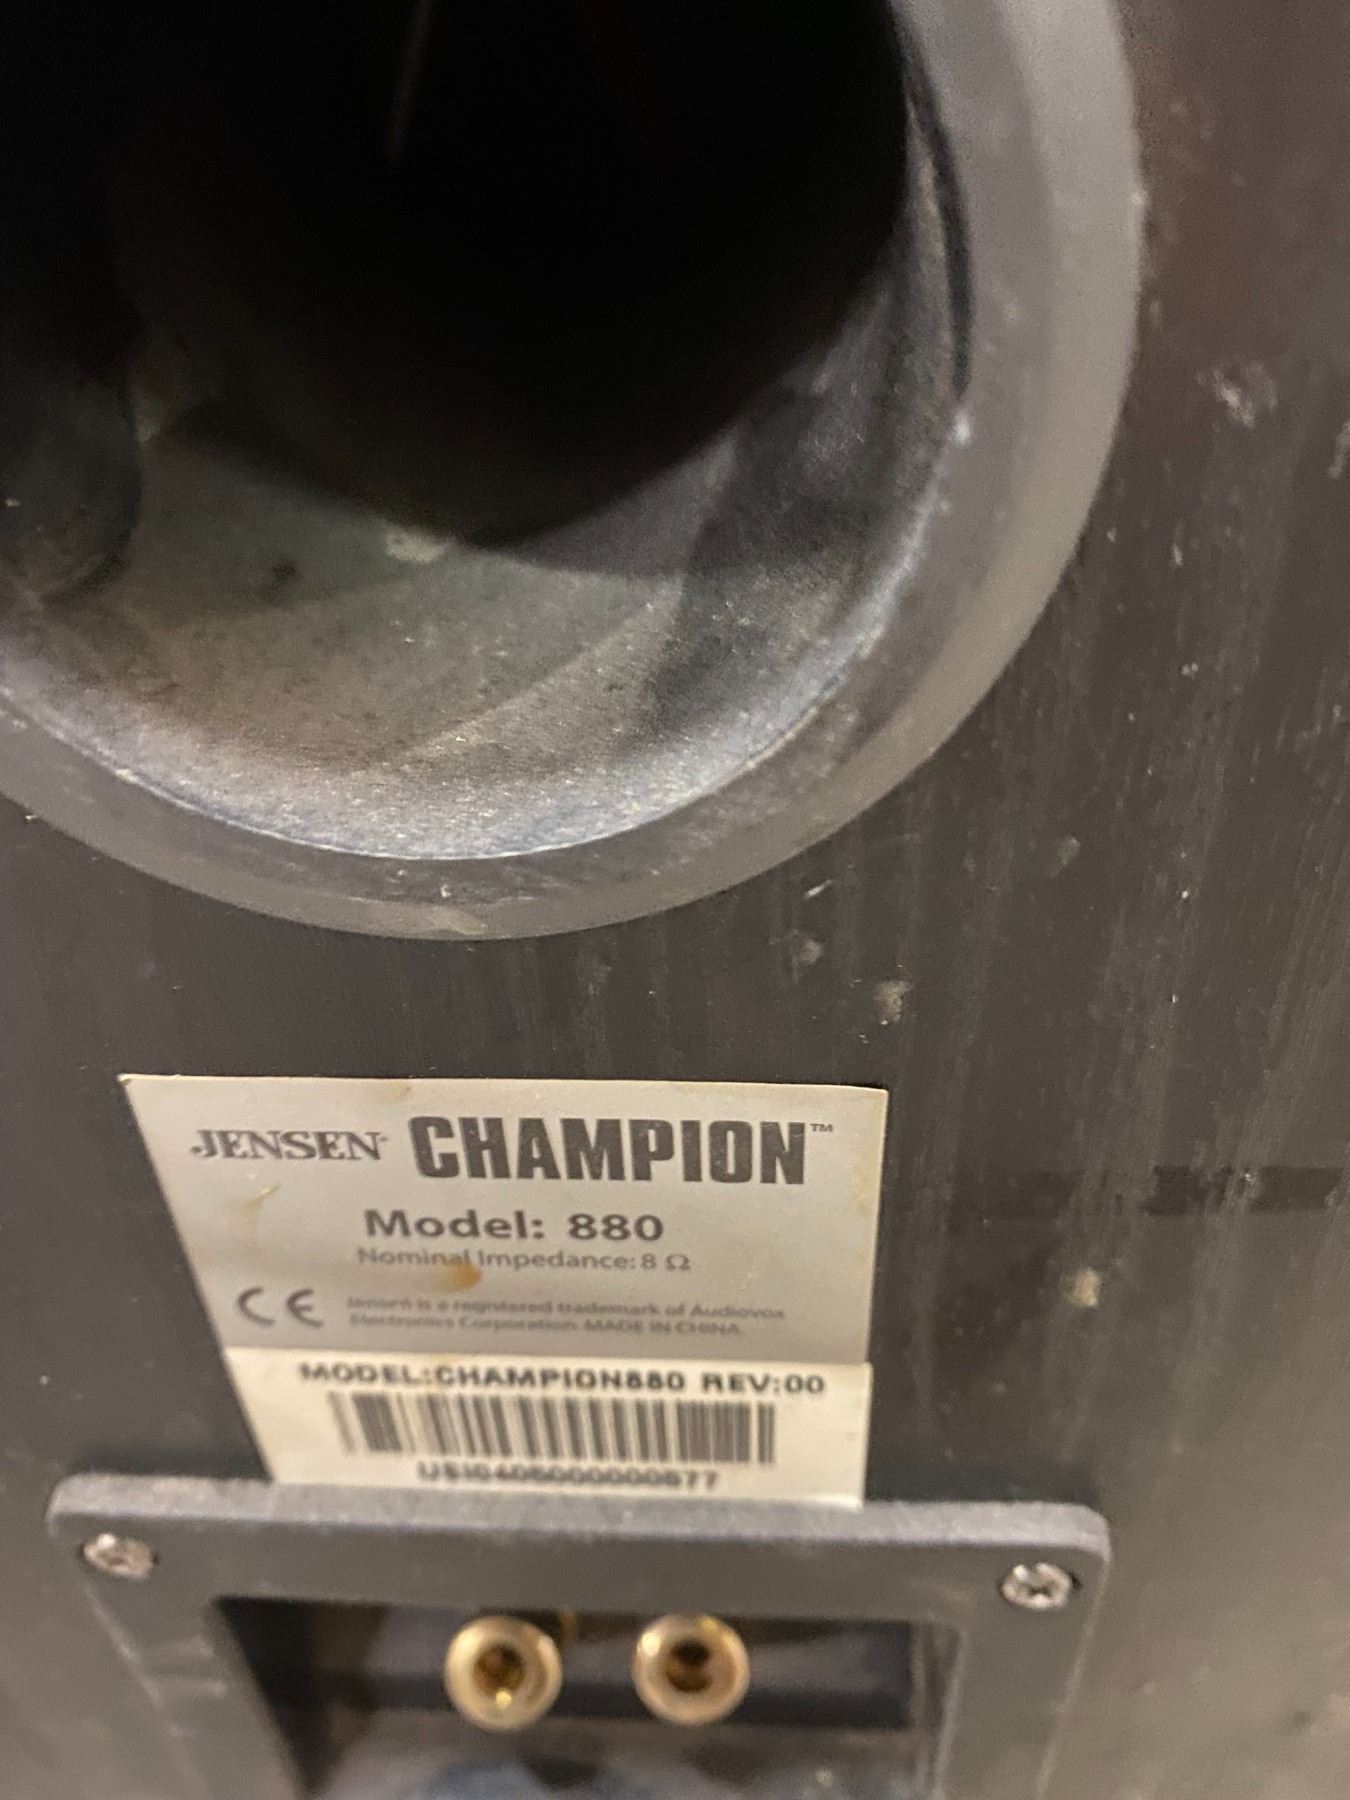 JENSEN® CHAMPION™
Model: 880
Nominal Impedance: 8 Ω
CE
Jensen is a registered trademark of Audiovox
Electronics Corporation. MADE IN CHINA.
MODEL:CHAMPION880 REV:00